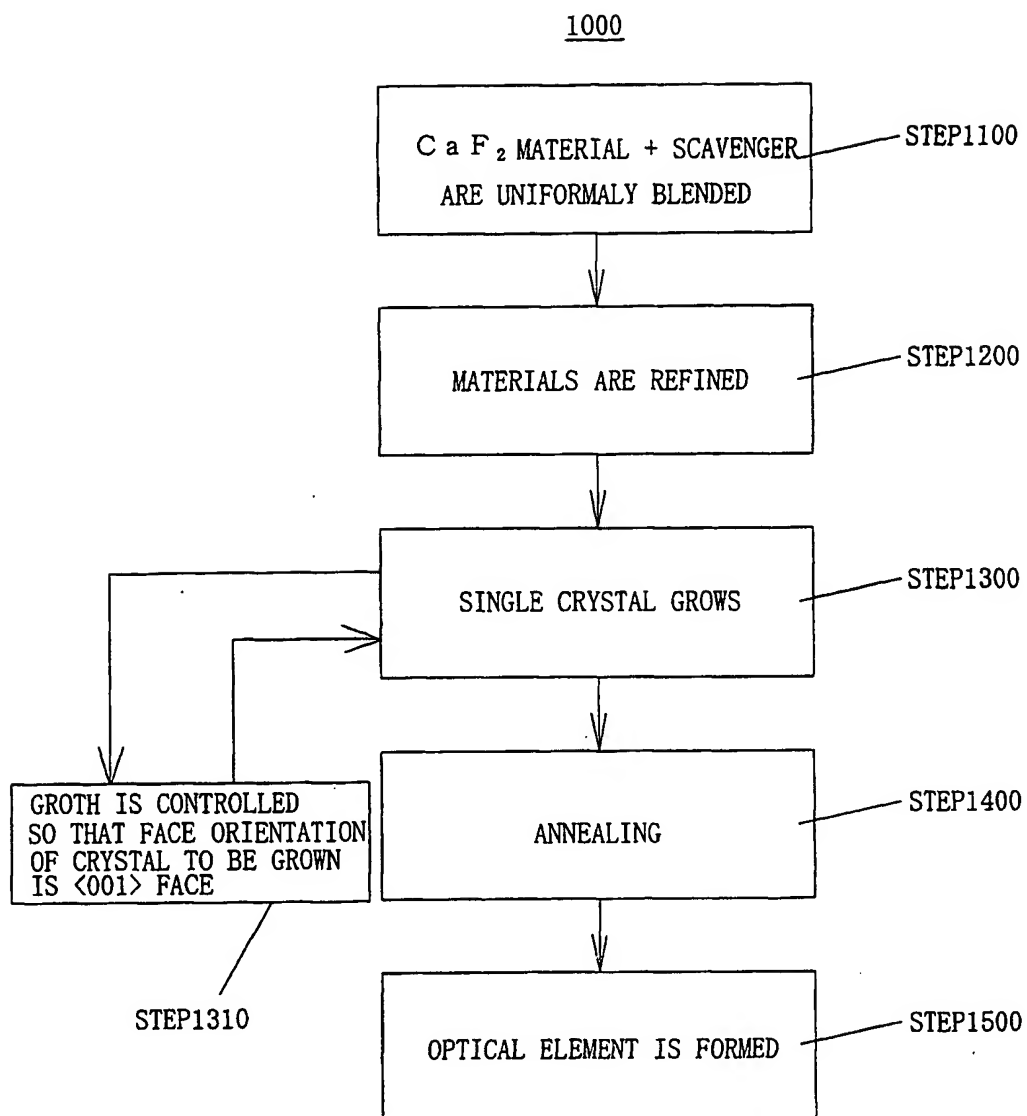 1000
CaF2 MATERIAL + SCAVENGER
ARE UNIFORMALY BLENDED
STEP1100
MATERIALS ARE REFINED
STEP1200
SINGLE CRYSTAL GROWS
STEP1300
GROTH IS CONTROLLED
SO THAT FACE ORIENTATION
OF CRYSTAL TO BE GROWN
IS <001> FACE
STEP1310
ANNEALING
STEP1400
OPTICAL ELEMENT IS FORMED
STEP1500